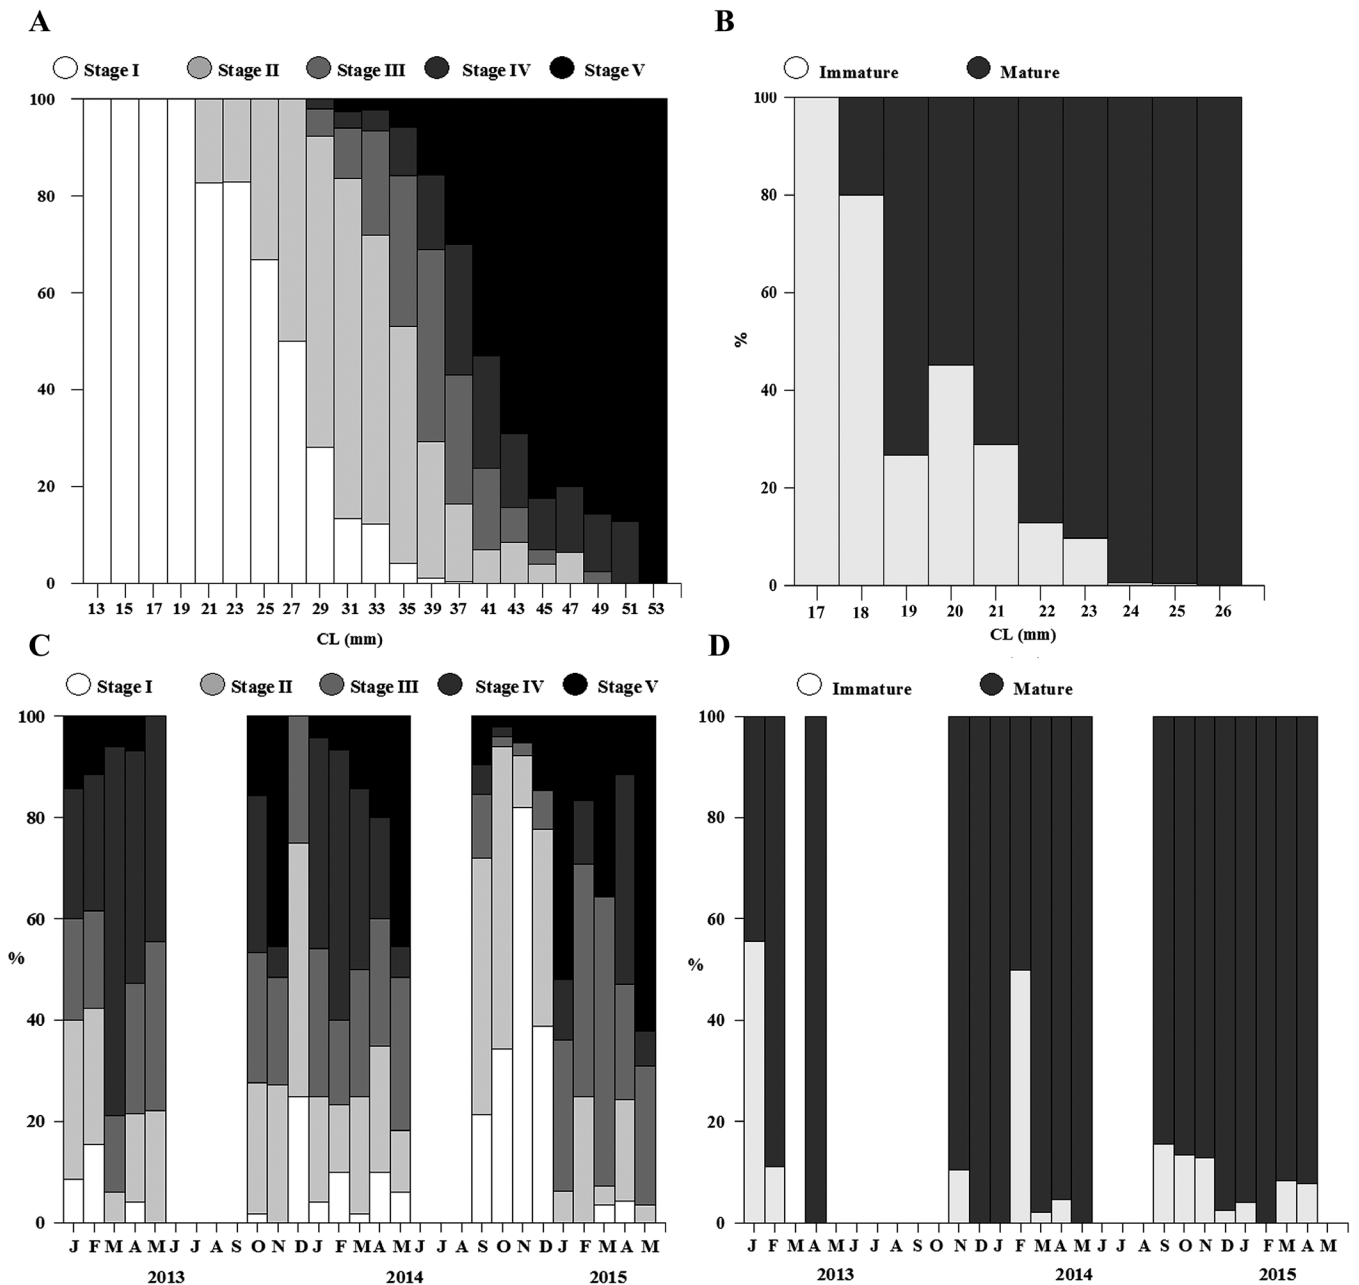 A
Stage I Stage II Stage III Stage IV Stage V
100
80
60
40
20
0
13 15 17 19 21 23 25 27 29 31 33 35 39 37 41 43 45 47 49 51 53
CL (mm)
B
Immature Mature
100
80
60
%
40
20
0
17 18 19 20 21 22 23 24 25 26
CL (mm)
C
Stage I Stage II Stage III Stage IV Stage V
100
80
60
%
40
20
0
J F M A M J J A S O N D J F M A M J J A S O N D J F M A M
2013 2014 2015
D
Immature Mature
100
80
60
%
40
20
0
J F M A M J J A S O N D J F M A M J J A S O N D J F M A M
2013 2014 2015